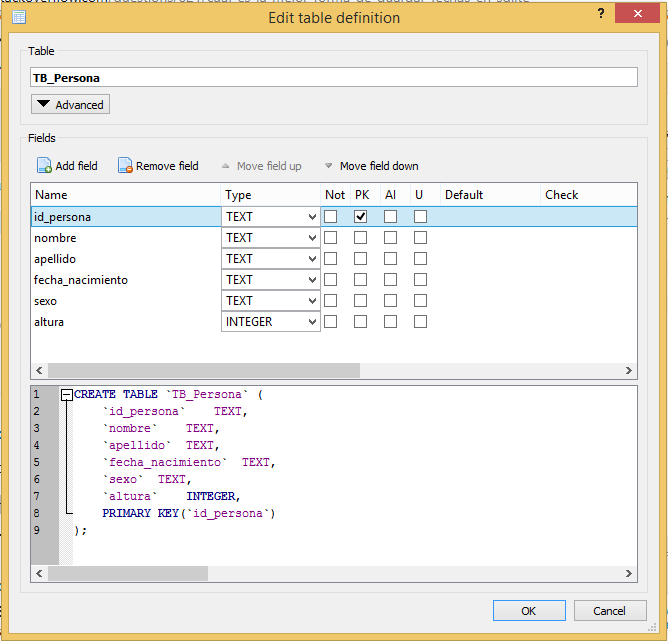 Edit table definition
?
Table
TB_Persona
Advanced
Fields
Add field Remove field Move field up Move field down
Name Type Not PK AI U Default Check
id_persona TEXT
nombre TEXT
apellido TEXT
fecha_nacimiento TEXT
sexo TEXT
altura INTEGER
1 CREATE TABLE `TB_Persona` (
2 `id_persona` TEXT,
3 `nombre` TEXT,
4 `apellido` TEXT,
5 `fecha_nacimiento` TEXT,
6 `sexo` TEXT,
7 `altura` INTEGER,
8 PRIMARY KEY(`id_persona`)
9 );
OK Cancel